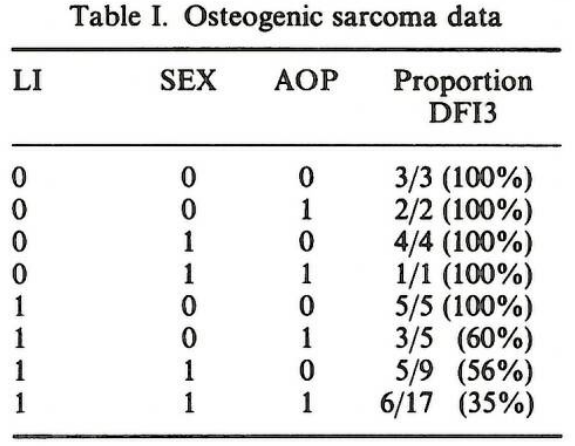 Table I. Osteogenic sarcoma data
LI SEX AOP Proportion
DFI3
0 0 0 3/3 (100%)
0 0 1 2/2 (100%)
0 1 0 4/4 (100%)
0 1 1 1/1 (100%)
1 0 0 5/5 (100%)
1 0 1 3/5 (60%)
1 1 0 5/9 (56%)
1 1 1 6/17 (35%)